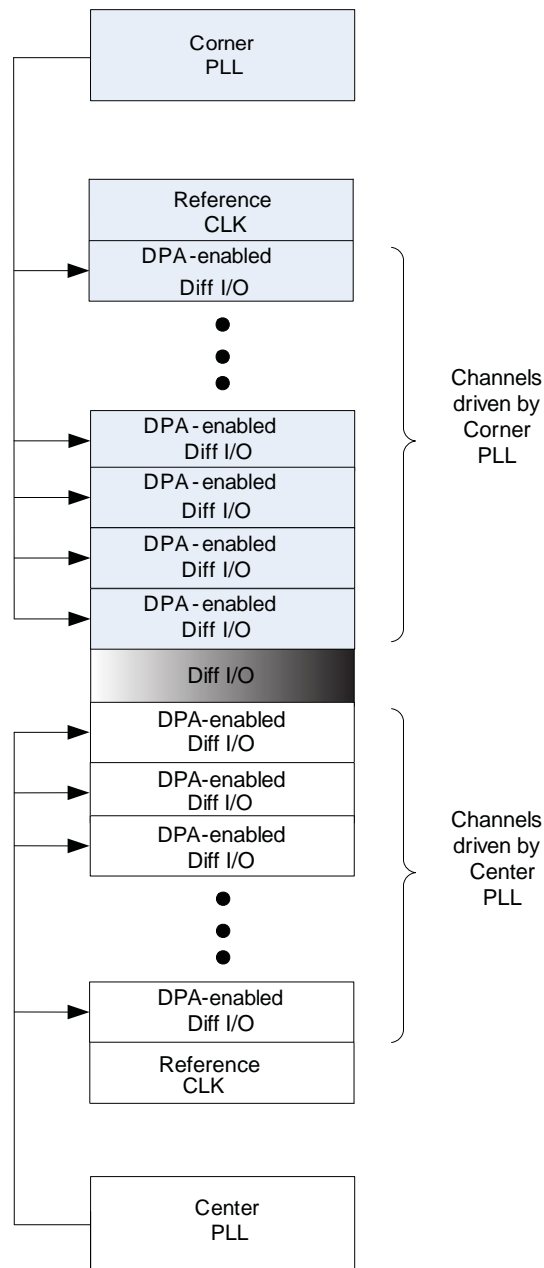 Corner
PLL
Reference
CLK
DPA-enabled
Diff I/O
DPA-enabled
Diff I/O
DPA-enabled
Diff I/O
DPA-enabled
Diff I/O
DPA-enabled
Diff I/O
Channels
driven by
Corner
PLL
Diff I/O
DPA-enabled
Diff I/O
DPA-enabled
Diff I/O
DPA-enabled
Diff I/O
Channels
driven by
Center
PLL
DPA-enabled
Diff I/O
Reference
CLK
Center
PLL